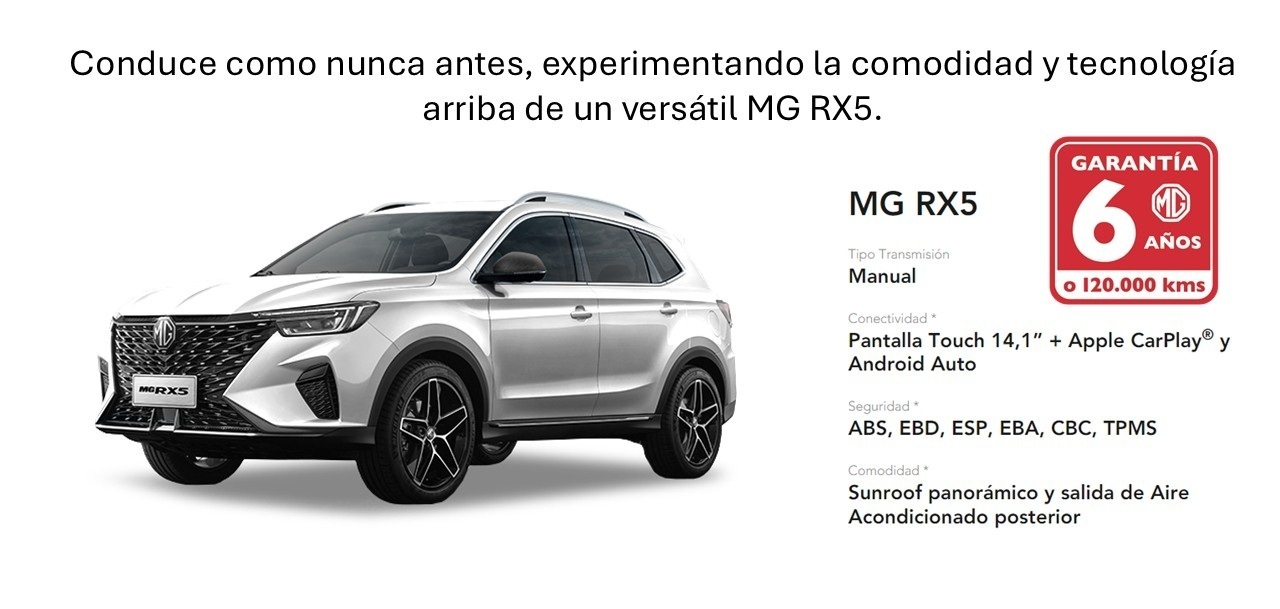 Conduce como nunca antes, experimentando la comodidad y tecnología
arriba de un versátil MG RX5.
GARANTÍA
6
MG
AÑOS
o 120.000 kms
MG RX5
Tipo Transmisión
Manual
Conectividad *
Pantalla Touch 14,1” + Apple CarPlay® y
Android Auto
Seguridad *
ABS, EBD, ESP, EBA, CBC, TPMS
Comodidad *
Sunroof panorámico y salida de Aire
Acondicionado posterior
MG
MG RX5